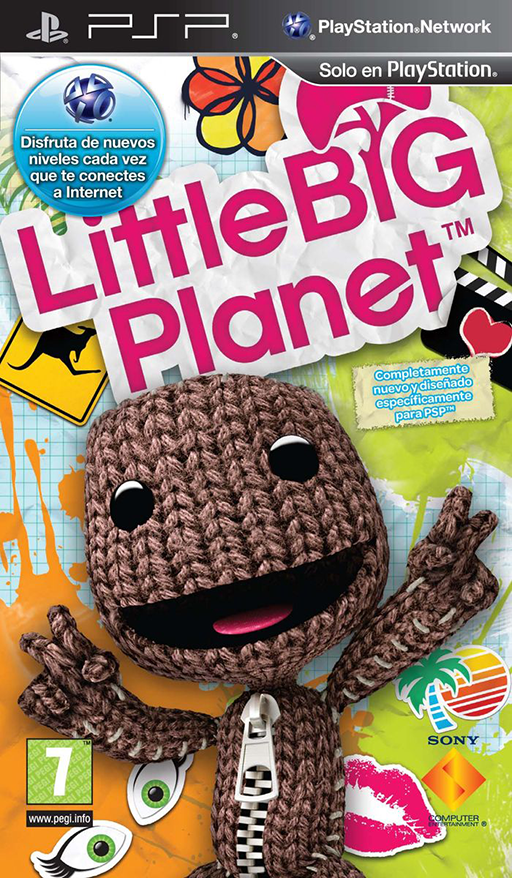 PSP®
PlayStation®Network
Solo en PlayStation®
Disfruta de nuevos
niveles cada vez
que te conectes
a Internet
LittleBIG
Planet™
Completamente
nuevo y diseñado
específicamente
para PSP™
7™
www.pegi.info
SONY
COMPUTER
ENTERTAINMENT ®